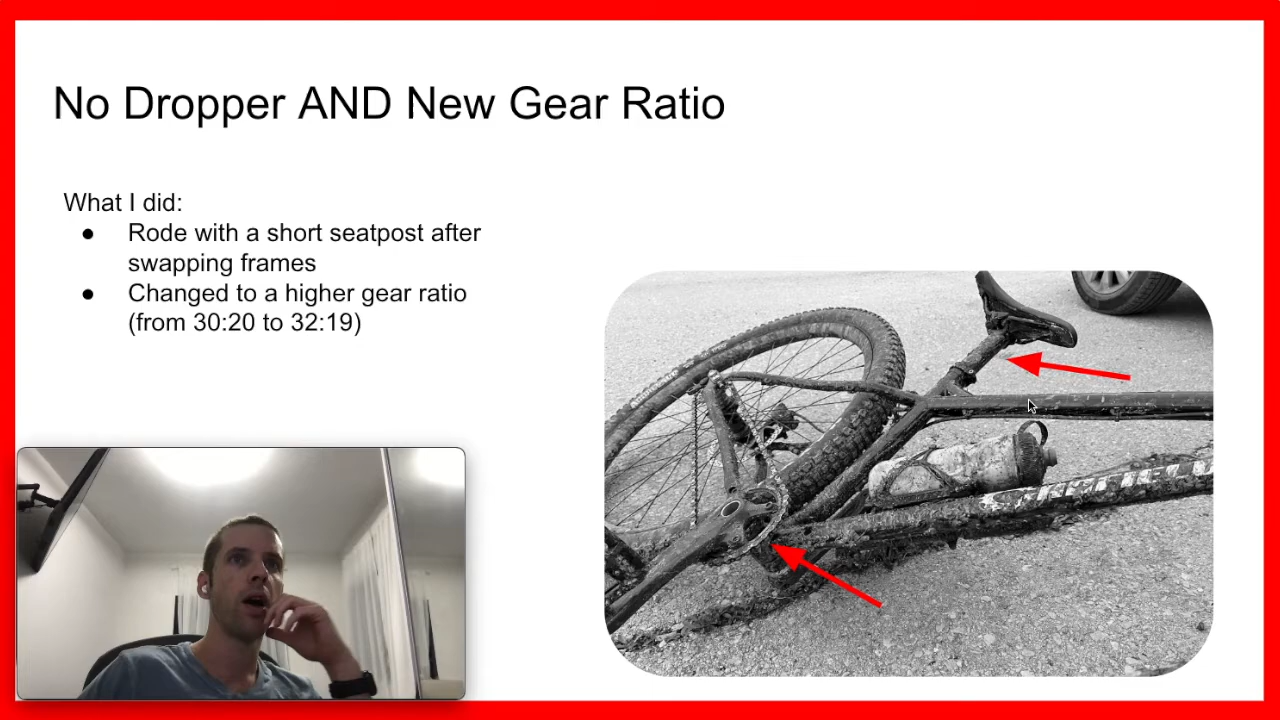 No Dropper AND New Gear Ratio
What I did:
● Rode with a short seatpost after
swapping frames
● Changed to a higher gear ratio
(from 30:20 to 32:19)